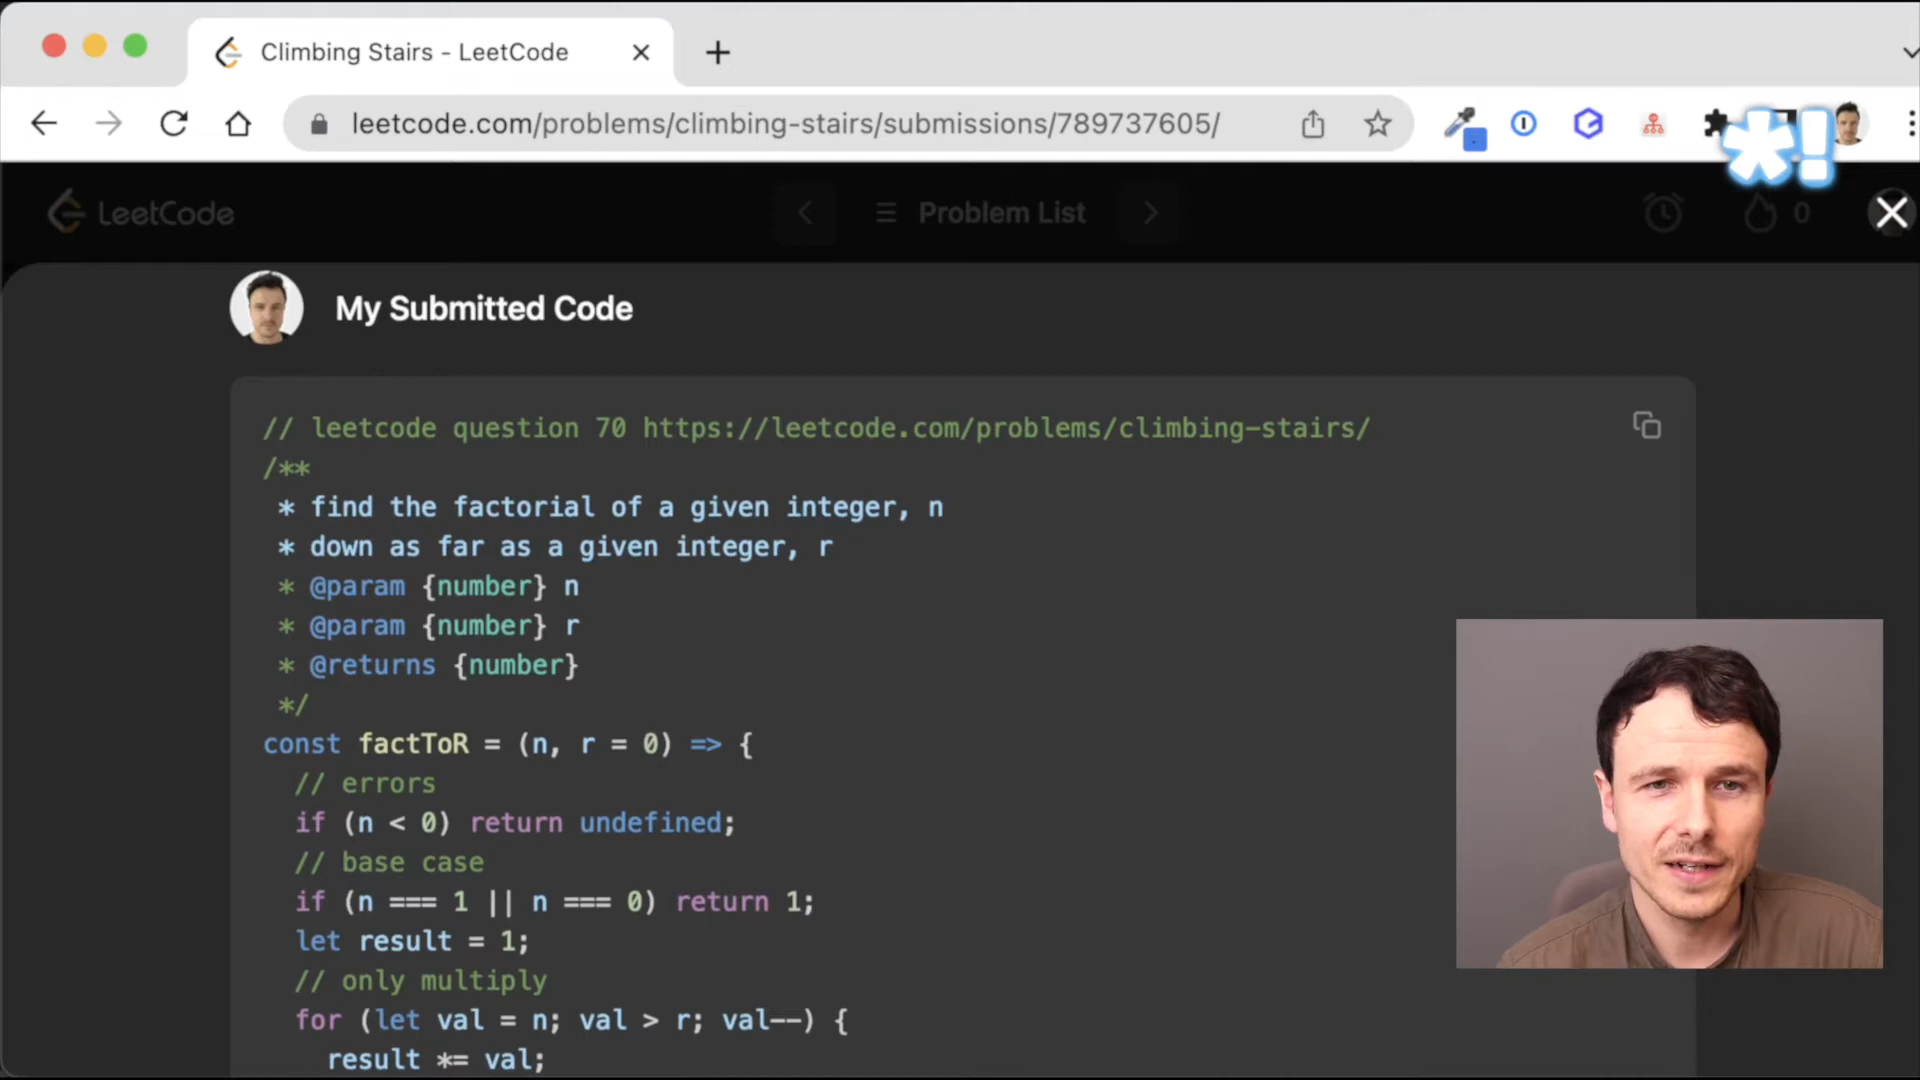 Climbing Stairs - LeetCode
leetcode.com/problems/climbing-stairs/submissions/789737605/
*!
LeetCode
Problem List
0
My Submitted Code
// leetcode question 70 https://leetcode.com/problems/climbing-stairs/
/**
* find the factorial of a given integer, n
* down as far as a given integer, r
* @param {number} n
* @param {number} r
* @returns {number}
*/
const factToR = (n, r = 0) => {
// errors
if (n < 0) return undefined;
// base case
if (n === 1 || n === 0) return 1;
let result = 1;
// only multiply
for (let val = n; val > r; val--) {
result *= val;